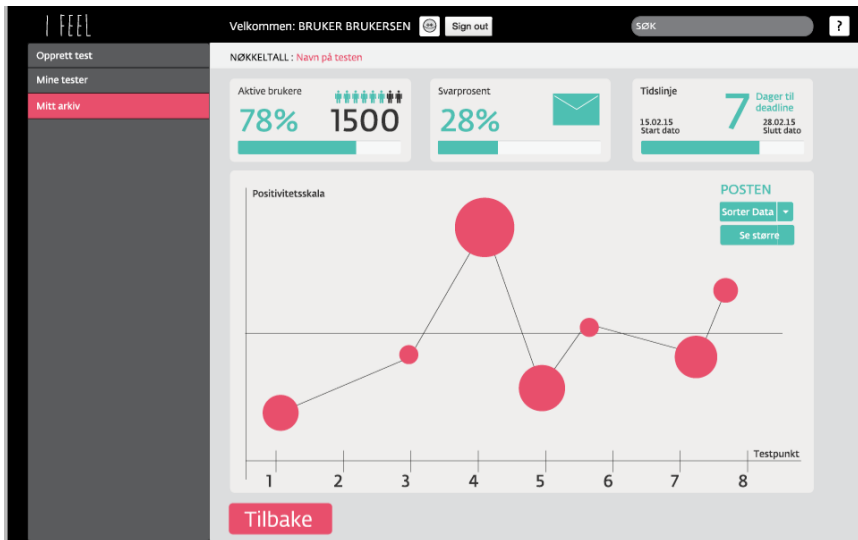 I FEEL
Velkommen: BRUKER BRUKERSEN
Sign out
SØK
?
Opprett test
Mine tester
Mitt arkiv
NØKKELTALL : Navn på testen
Aktive brukere
78%
1500
Svarprosent
28%
Tidslinje
7
Dager til
deadline
15.02.15
Start dato
28.02.15
Slutt dato
Positivitetsskala
POSTEN
Sorter Data
Se større
Testpunkt
1 2 3 4 5 6 7 8
Tilbake